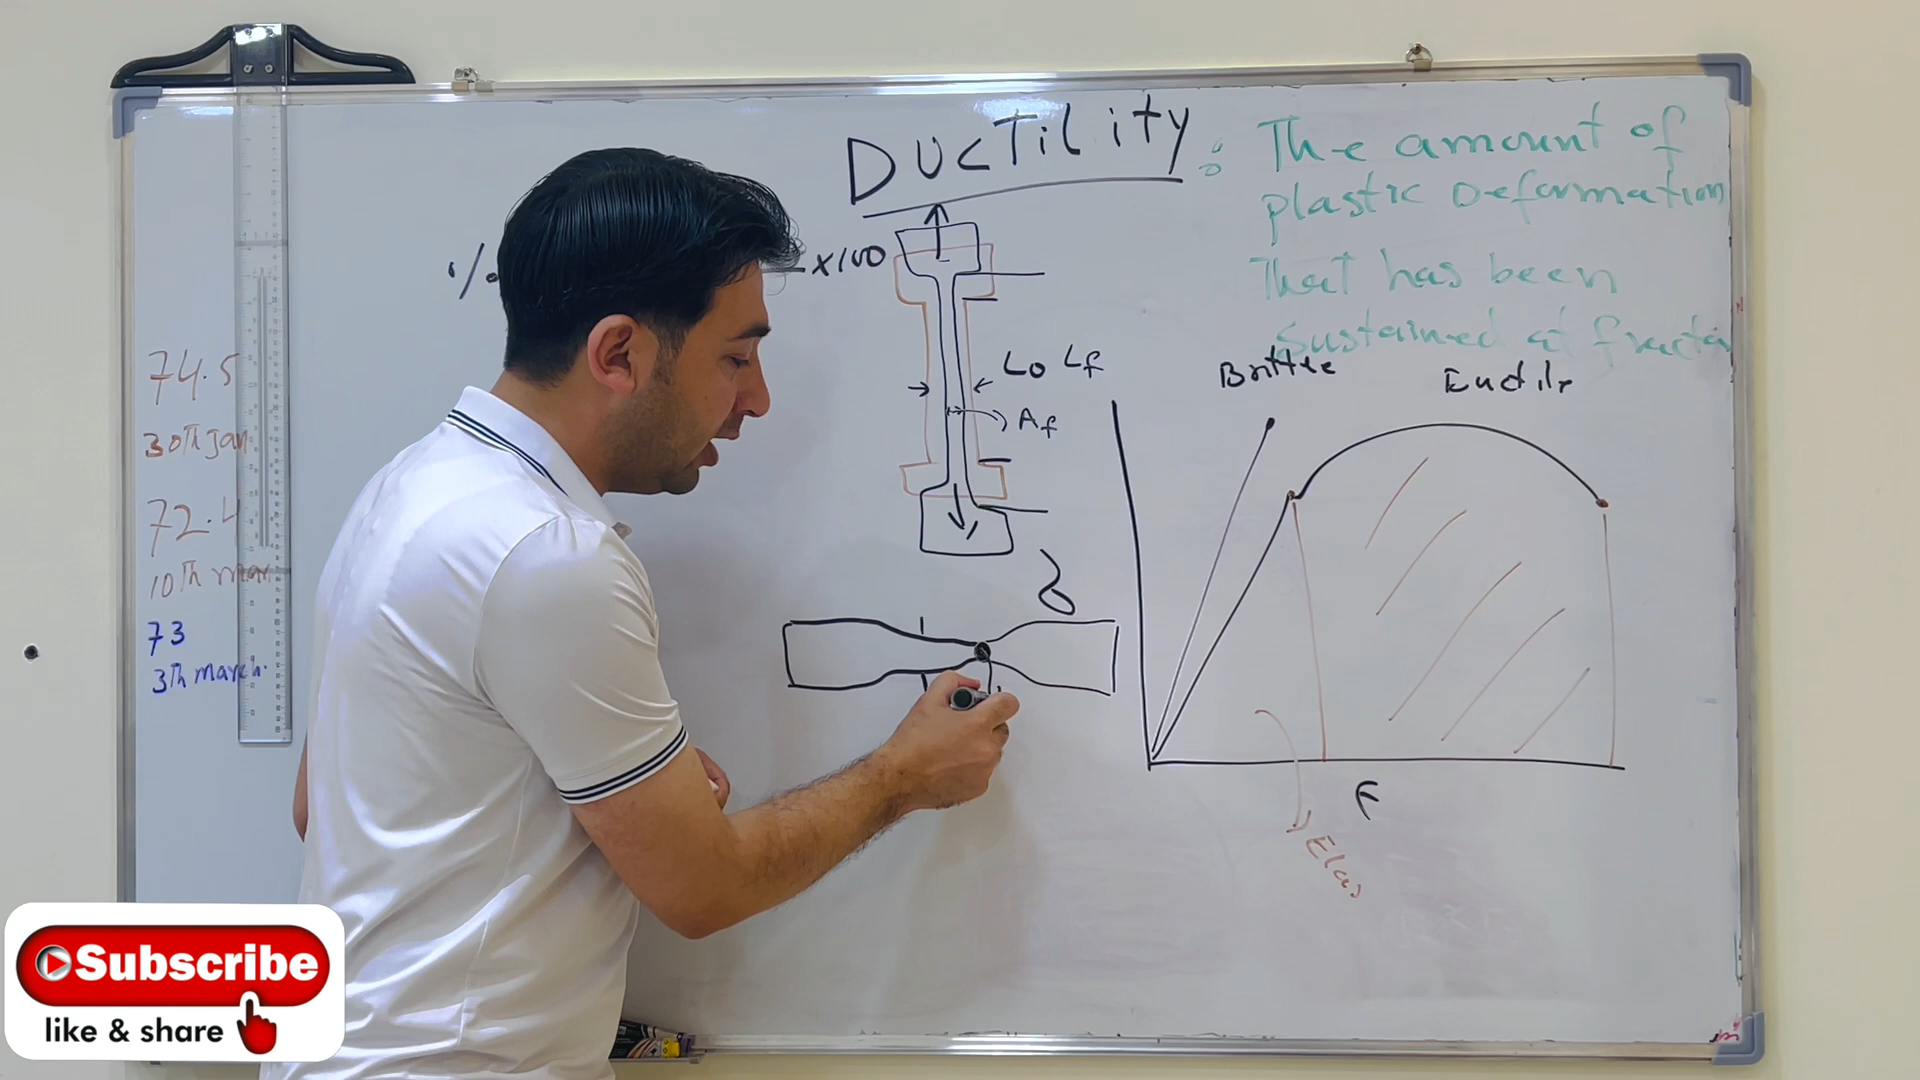 DUCTility :
The amount of
plastic Deformation
That has been
sustained at fractio
%
x100
Lo Lf
Af
74.5
30th Jan
72.4
10th mar
73
3th march.
Brittle
Ductile
δ
E
Elas
Subscribe
like & share